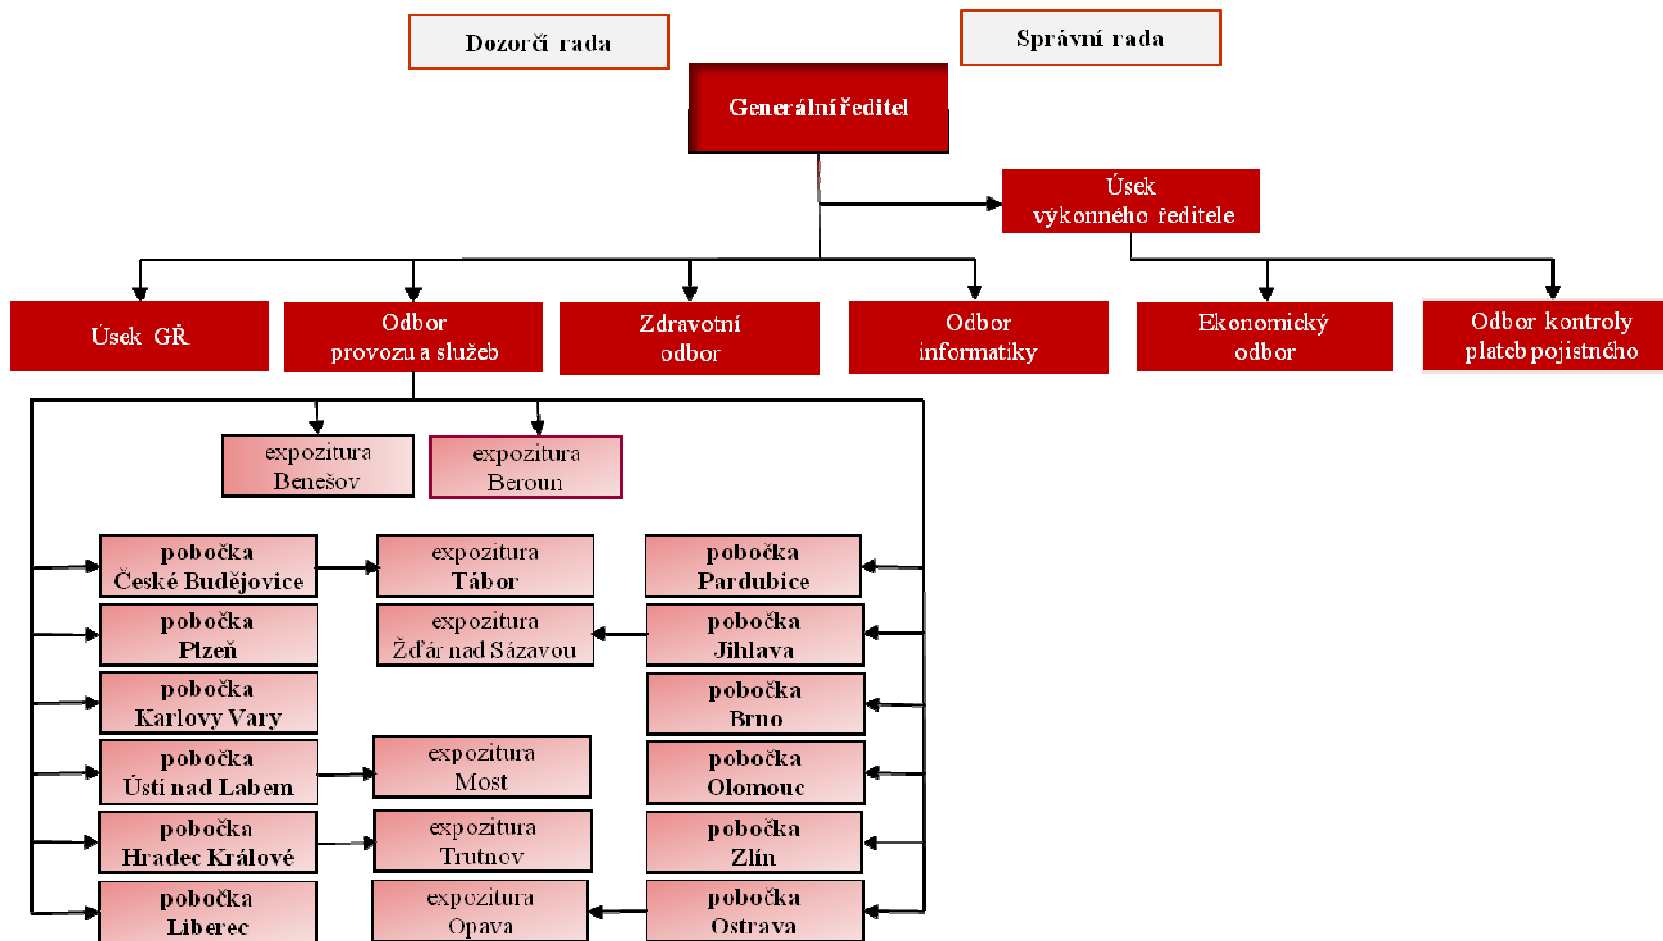 Dozorčí rada
Správní rada
Generální ředitel
Úsek
výkonného ředitele
Úsek GŘ
Odbor
provozu a služeb
Zdravotní
odbor
Odbor
informatiky
Ekonomický
odbor
Odbor kontroly
plateb pojistného
expozitura
Benešov
expozitura
Beroun
pobočka
České Budějovice
expozitura
Tábor
pobočka
Pardubice
pobočka
Plzeň
expozitura
Žďár nad Sázavou
pobočka
Jihlava
pobočka
Karlovy Vary
pobočka
Brno
pobočka
Ústí nad Labem
expozitura
Most
pobočka
Olomouc
pobočka
Hradec Králové
expozitura
Trutnov
pobočka
Zlín
pobočka
Liberec
expozitura
Opava
pobočka
Ostrava